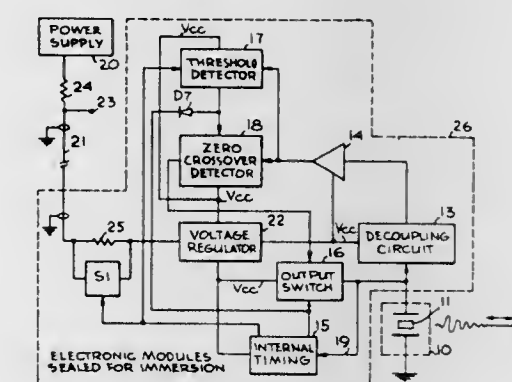 POWER
SUPPLY
20
24
23
21
Vcc
17
THRESHOLD
DETECTOR
D7
18
ZERO
CROSSOVER
DETECTOR
14
26
Vcc
25
22
VOLTAGE
REGULATOR
Vcc
13
DECOUPLING
CIRCUIT
S1
16
Vcc
OUTPUT
SWITCH
15
INTERNAL
TIMING
19
11
10
ELECTRONIC MODULES
SEALED FOR IMMERSION